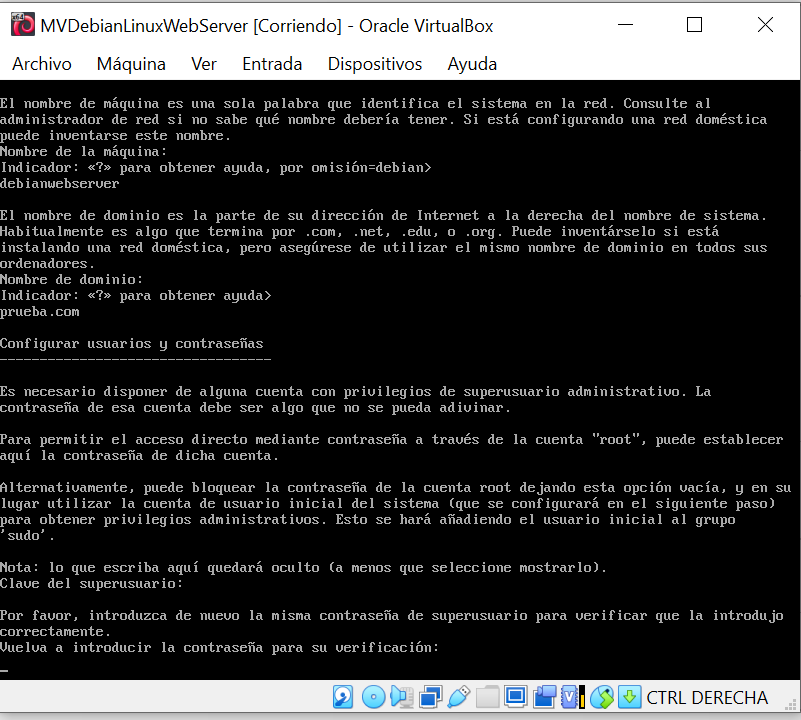 MVDebianLinuxWebServer [Corriendo] - Oracle VirtualBox
Archivo Máquina Ver Entrada Dispositivos Ayuda
El nombre de máquina es una sola palabra que identifica el sistema en la red. Consulte al
administrador de red si no sabe qué nombre debería tener. Si está configurando una red doméstica
puede inventarse este nombre.
Nombre de la máquina:
Indicador: «?» para obtener ayuda, por omisión=debian>
debianwebserver
El nombre de dominio es la parte de su dirección de Internet a la derecha del nombre de sistema.
Habitualmente es algo que termina por .com, .net, .edu, o .org. Puede inventárselo si está
instalando una red doméstica, pero asegúrese de utilizar el mismo nombre de dominio en todos sus
ordenadores.
Nombre de dominio:
Indicador: «?» para obtener ayuda>
prueba.com
Configurar usuarios y contraseñas
----------------------------------
Es necesario disponer de alguna cuenta con privilegios de superusuario administrativo. La
contraseña de esa cuenta debe ser algo que no se pueda adivinar.
Para permitir el acceso directo mediante contraseña a través de la cuenta "root", puede establecer
aquí la contraseña de dicha cuenta.
Alternativamente, puede bloquear la contraseña de la cuenta root dejando esta opción vacía, y en su
lugar utilizar la cuenta de usuario inicial del sistema (que se configurará en el siguiente paso)
para obtener privilegios administrativos. Esto se hará añadiendo el usuario inicial al grupo
'sudo'.
Nota: lo que escriba aquí quedará oculto (a menos que seleccione mostrarlo).
Clave del superusuario:
Por favor, introduzca de nuevo la misma contraseña de superusuario para verificar que la introdujo
correctamente.
Vuelva a introducir la contraseña para su verificación:
_
CTRL DERECHA